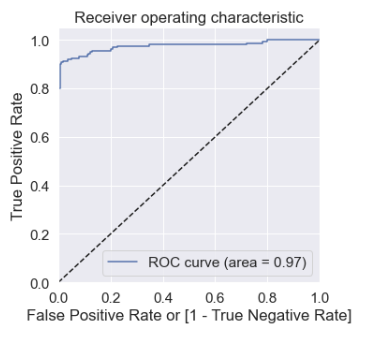 Receiver operating characteristic
1.0
0.8
0.6
0.4
0.2
0.0
True Positive Rate
ROC curve (area = 0.97)
0.0 0.2 0.4 0.6 0.8 1.0
False Positive Rate or [1 - True Negative Rate]